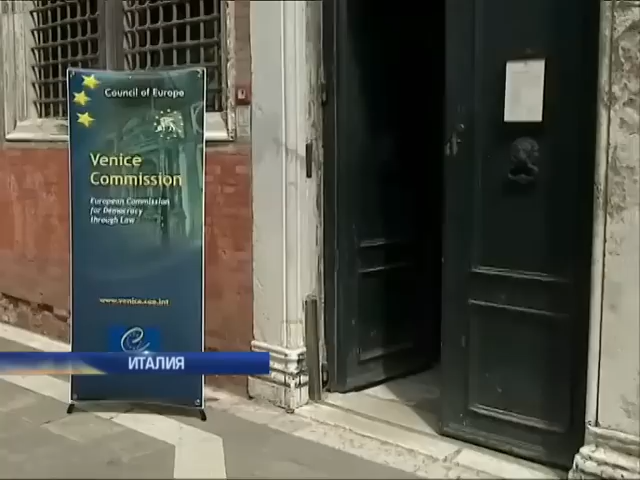 Council of Europe
Venice
Commission
European Commission
for Democracy
through Law
www.venice.coe.int
ИТАЛИЯ